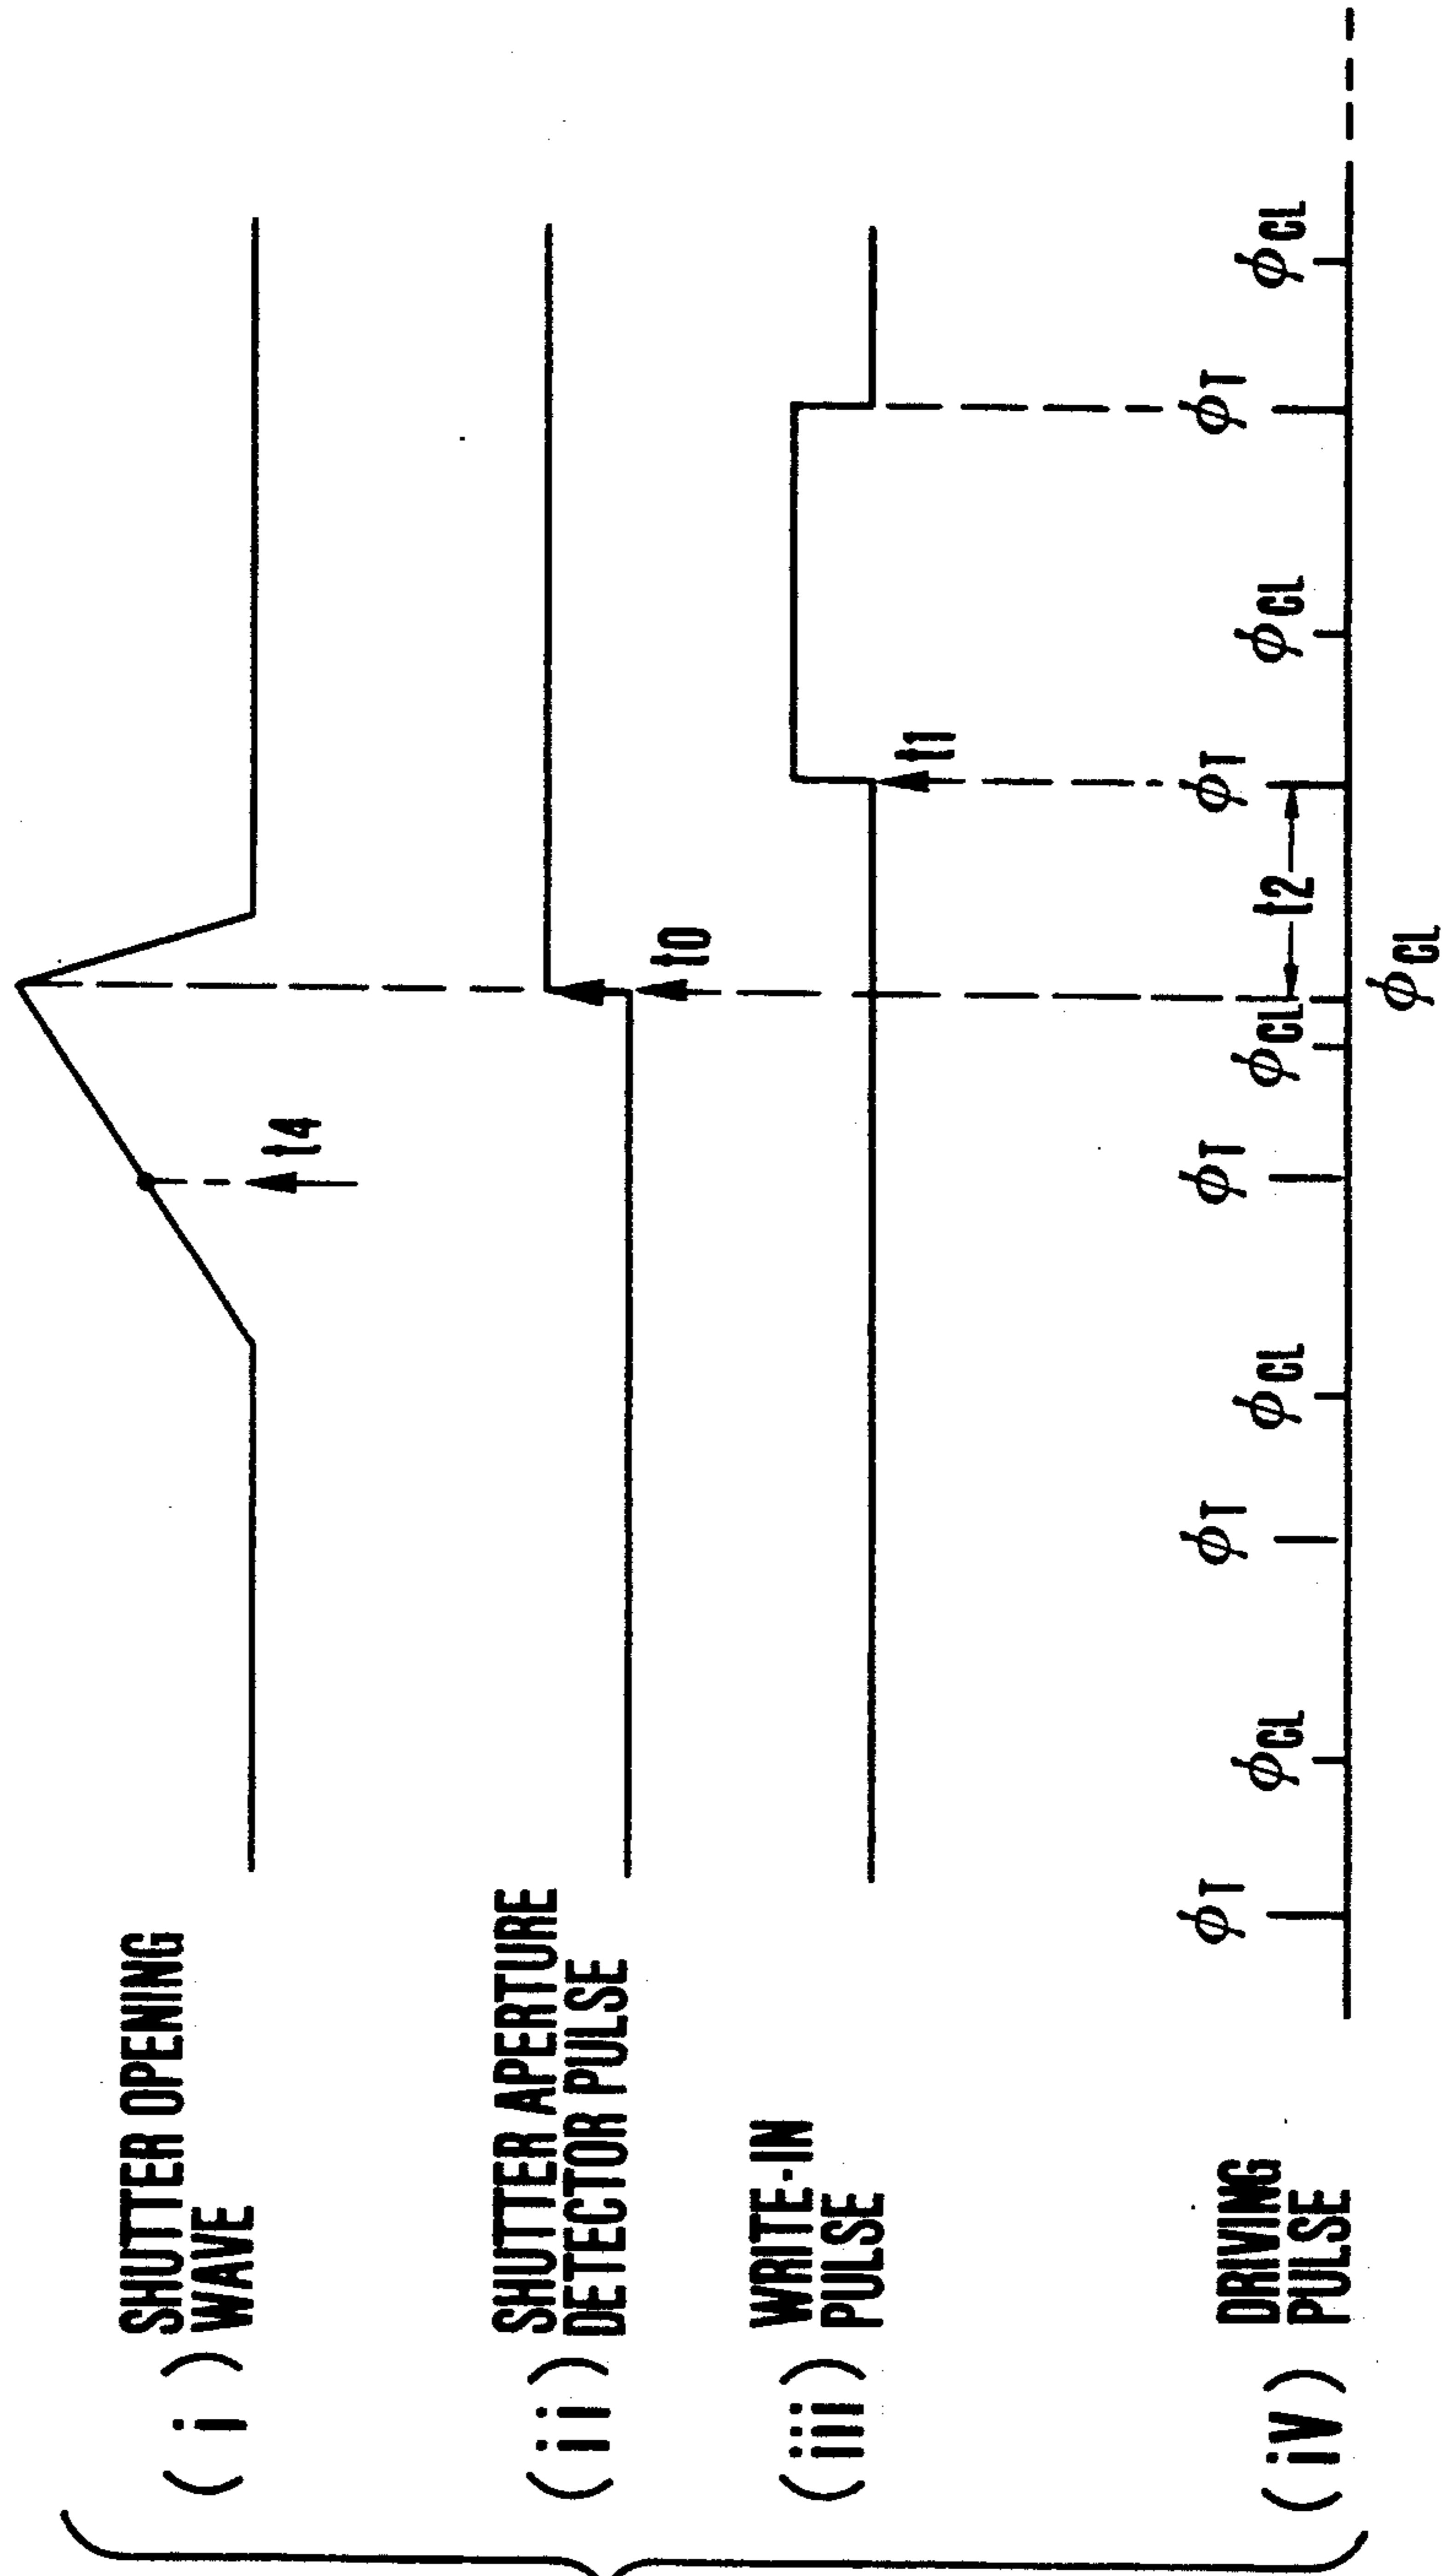 (i) SHUTTER OPENING
WAVE
t4
(ii) SHUTTER APERTURE
DETECTOR PULSE
t0
(iii) WRITE-IN
PULSE
t1
(iV) DRIVING
PULSE
ϕT ϕCL ϕT ϕCL ϕT ϕCL ϕT ϕCL ϕT ϕCL
t2
ϕCL